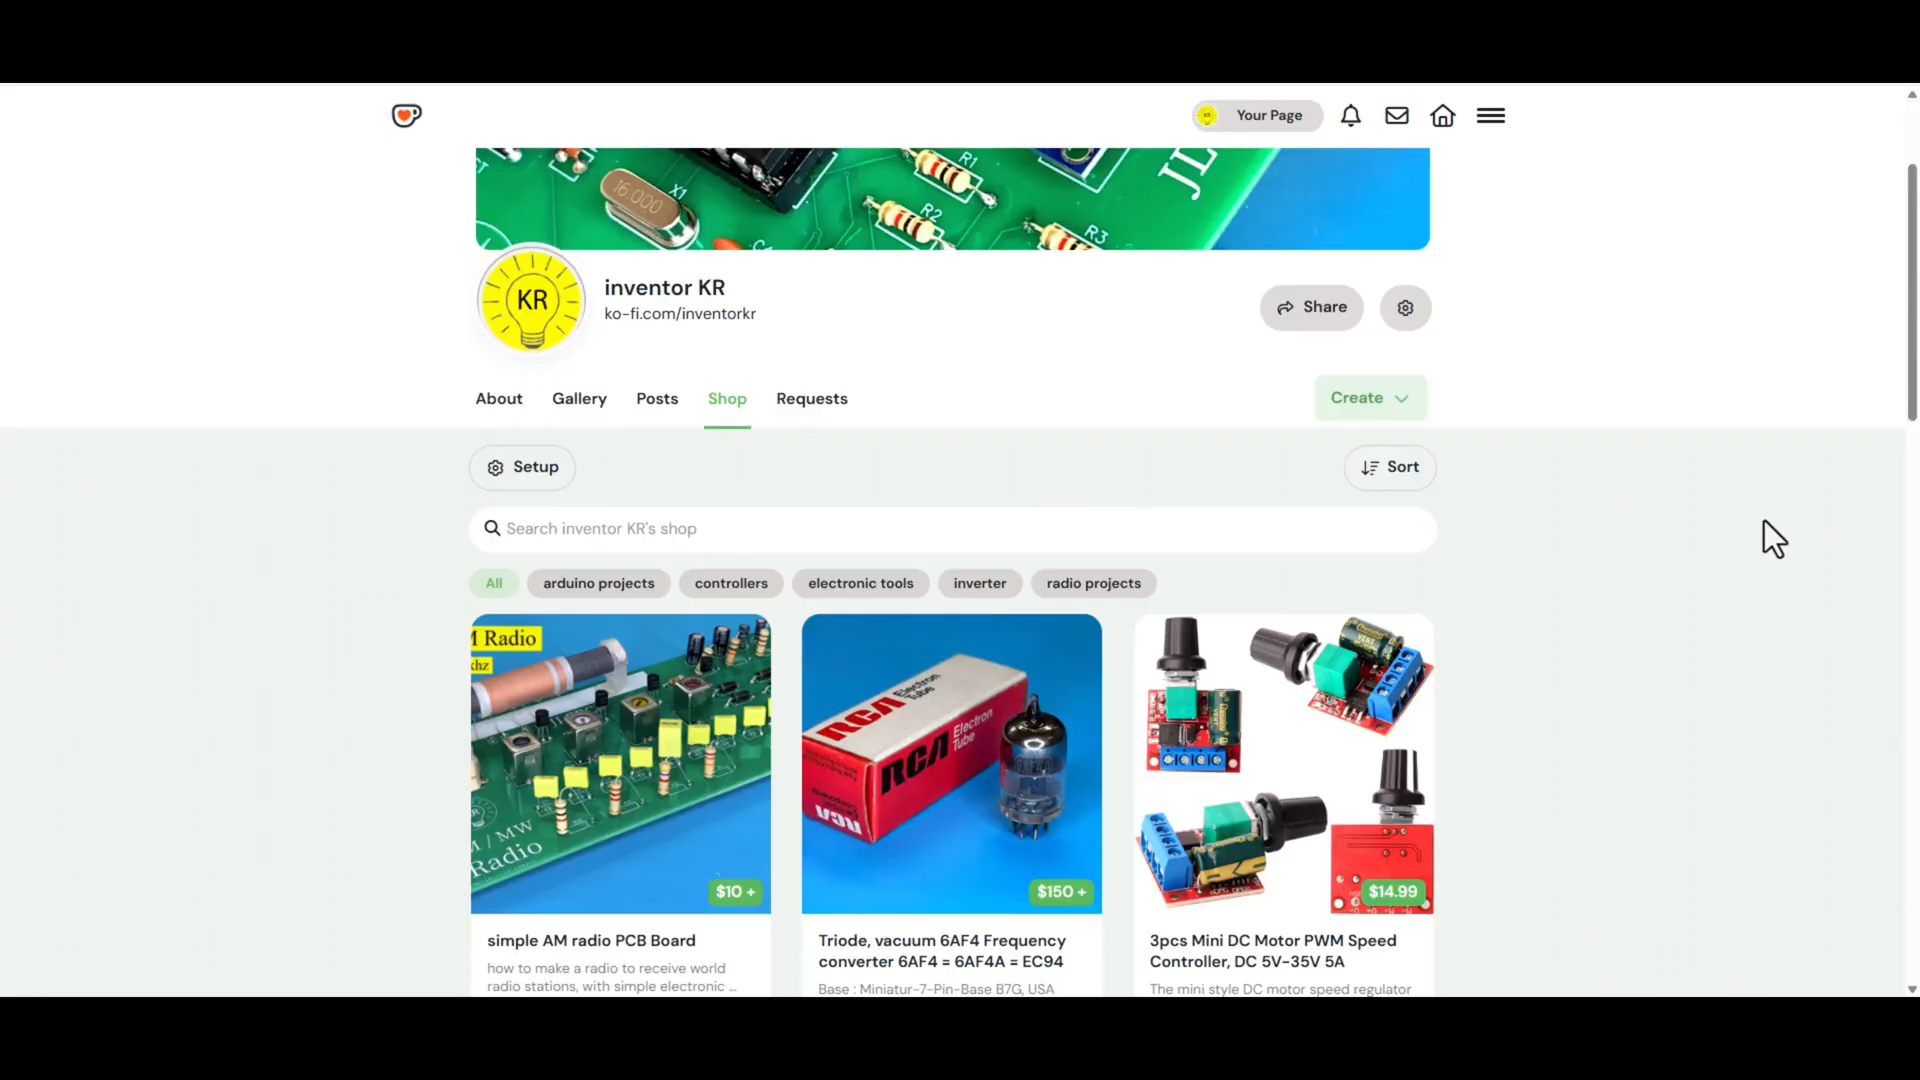 Your Page
16.000
X1
R1
R2
R3
C4
JL
KR
inventor KR
ko-fi.com/inventorkr
Share
About
Gallery
Posts
Shop
Requests
Create
Setup
Sort
Search inventor KR's shop
All
arduino projects
controllers
electronic tools
inverter
radio projects
M Radio
khz
M / MW
Radio
$10 +
RCA Electron Tube
RCA Electron Tube
RCA
$150 +
$14.99
simple AM radio PCB Board
how to make a radio to receive world
radio stations, with simple electronic ...
Triode, vacuum 6AF4 Frequency
converter 6AF4 = 6AF4A = EC94
Base : Miniatur-7-Pin-Base B7G, USA
3pcs Mini DC Motor PWM Speed
Controller, DC 5V-35V 5A
The mini style DC motor speed regulator